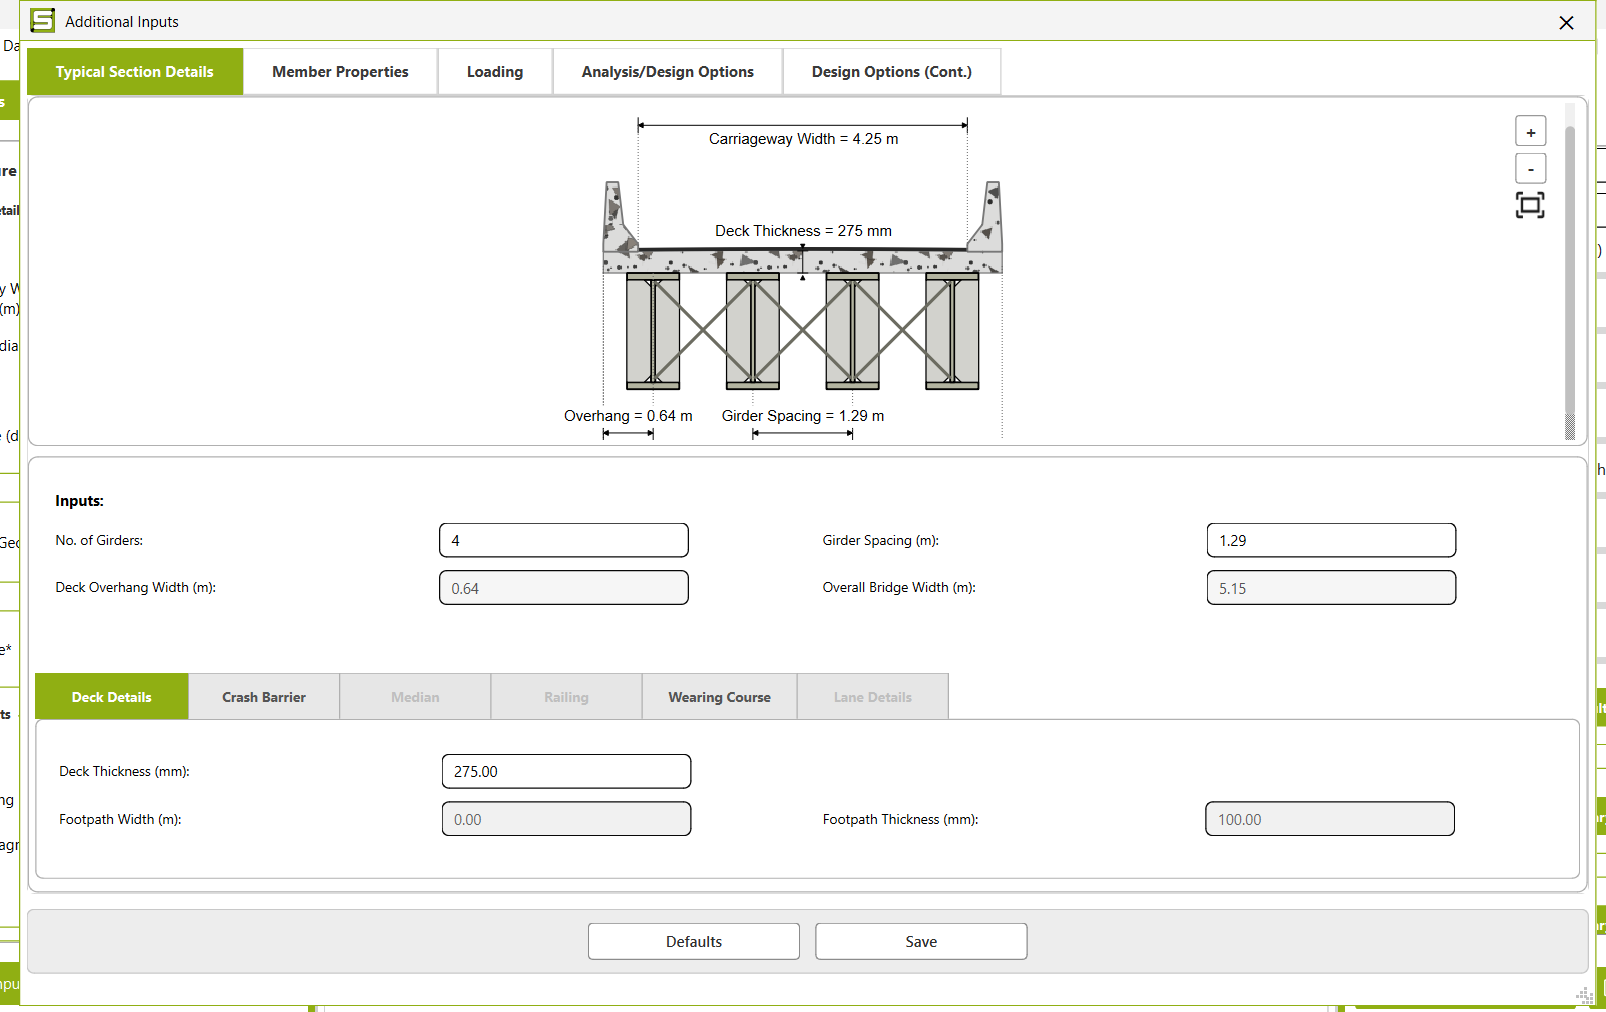 Additional Inputs
Typical Section Details
Member Properties
Loading
Analysis/Design Options
Design Options (Cont.)
Carriageway Width = 4.25 m
+
-
Deck Thickness = 275 mm
Overhang = 0.64 m
Girder Spacing = 1.29 m
Inputs:
No. of Girders:
4
Girder Spacing (m):
1.29
Deck Overhang Width (m):
0.64
Overall Bridge Width (m):
5.15
Deck Details
Crash Barrier
Median
Railing
Wearing Course
Lane Details
Deck Thickness (mm):
275.00
Footpath Width (m):
0.00
Footpath Thickness (mm):
100.00
Defaults
Save